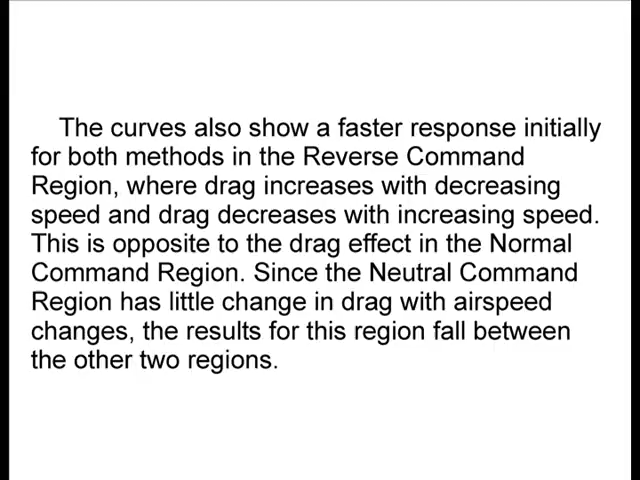 The curves also show a faster response initially
for both methods in the Reverse Command
Region, where drag increases with decreasing
speed and drag decreases with increasing speed.
This is opposite to the drag effect in the Normal
Command Region. Since the Neutral Command
Region has little change in drag with airspeed
changes, the results for this region fall between
the other two regions.